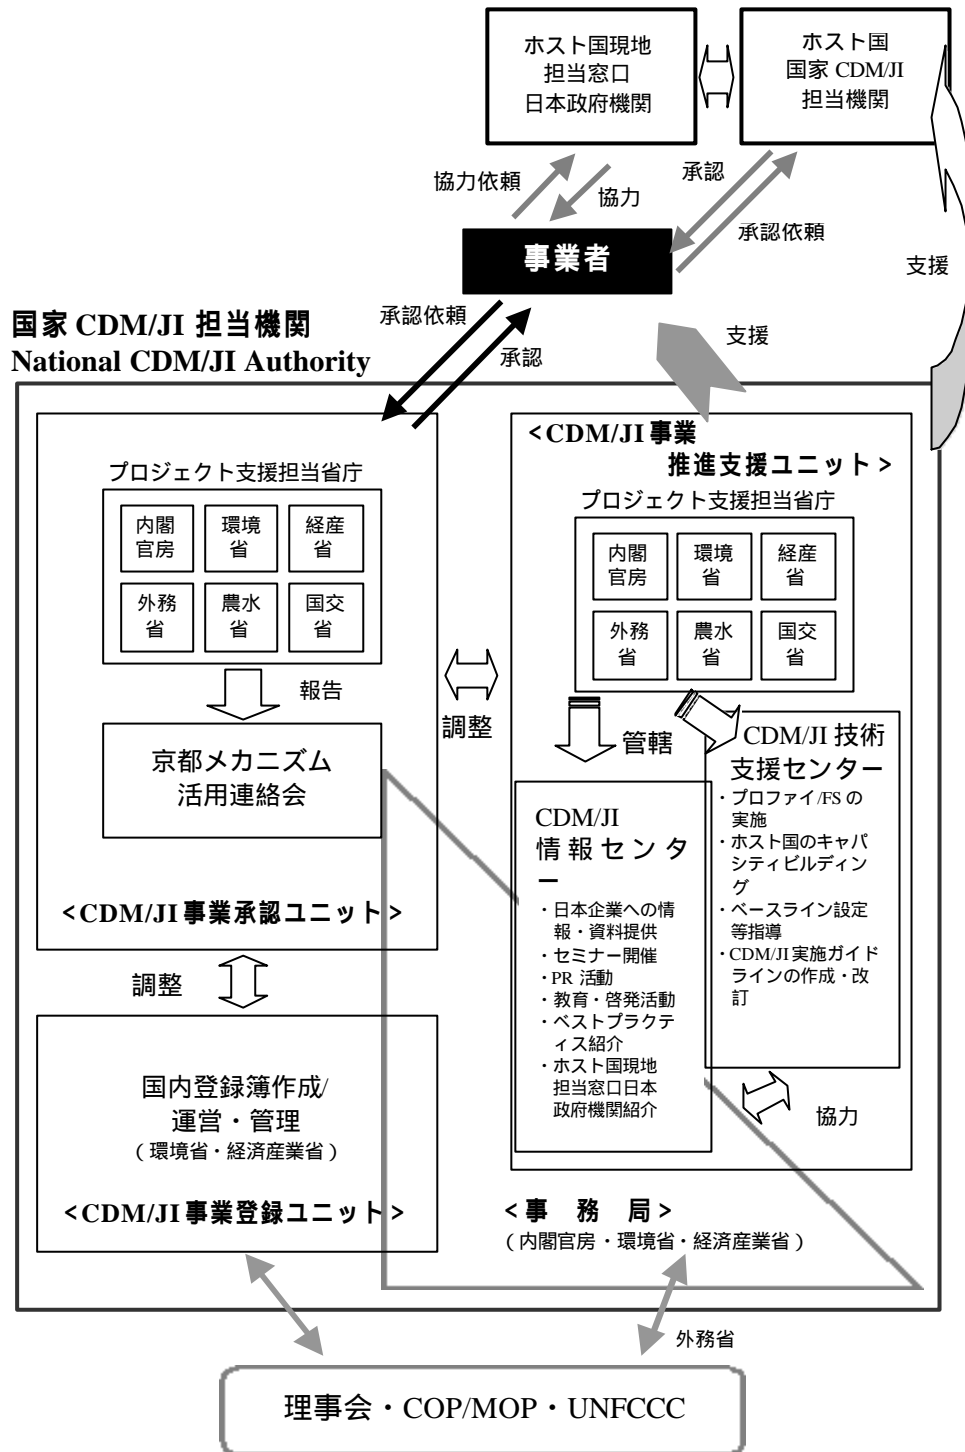 ホスト国現地
担当窓口
日本政府機関
ホスト国
国家 CDM/JI
担当機関
協力依頼
協力
承認
承認依頼
支援
事業者
国家 CDM/JI 担当機関
National CDM/JI Authority
承認依頼
承認
支援
プロジェクト支援担当省庁
内閣
官房
環境
省
経産
省
外務
省
農水
省
国交
省
報告
京都メカニズム
活用連絡会
<CDM/JI 事業承認ユニット>
調整
調整
国内登録簿作成/
運営・管理
（環境省・経済産業省）
<CDM/JI 事業登録ユニット>
<CDM/JI 事業
推進支援ユニット>
プロジェクト支援担当省庁
内閣
官房
環境
省
経産
省
外務
省
農水
省
国交
省
管轄
CDM/JI 技術
支援センター
・プロファイ/FS の
実施
・ホスト国のキャパ
シティビルディン
グ
・ベースライン設定
等指導
・CDM/JI 実施ガイド
ラインの作成・改
訂
CDM/JI
情報センタ
ー
・日本企業への情
報・資料提供
・セミナー開催
・PR 活動
・教育・啓発活動
・ベストプラクテ
ィス紹介
・ホスト国現地
担当窓口日本
政府機関紹介
協力
<事 務 局>
（内閣官房・環境省・経済産業省）
外務省
理事会・COP/MOP・UNFCCC